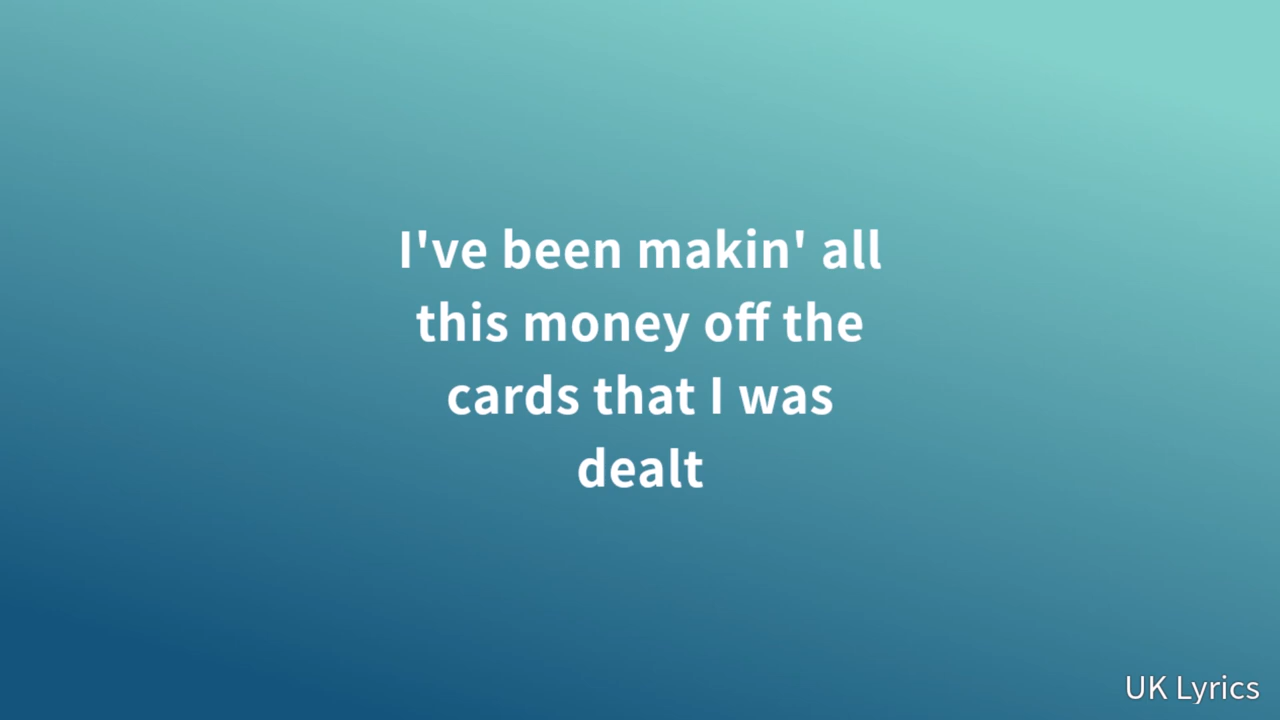 I've been makin' all
this money off the
cards that I was
dealt
UK Lyrics